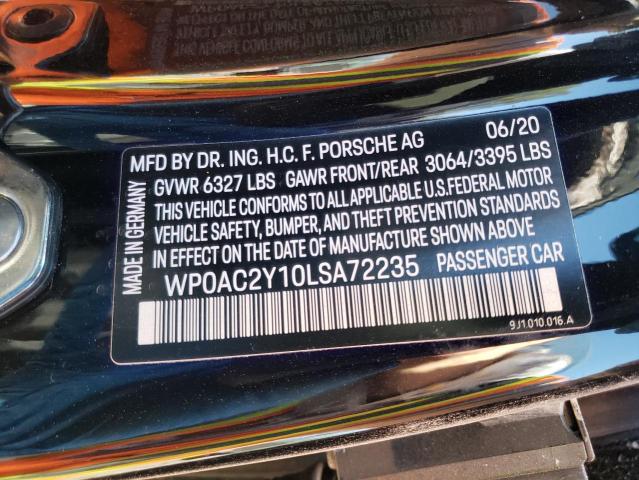 MFD BY DR. ING. H.C. F. PORSCHE AG 06/20
GVWR 6327 LBS GAWR FRONT/REAR 3064/3395 LBS
THIS VEHICLE CONFORMS TO ALL APPLICABLE U.S.FEDERAL MOTOR
VEHICLE SAFETY, BUMPER, AND THEFT PREVENTION STANDARDS
IN EFFECT ON THE DATE OF MANUFACTURE SHOWN ABOVE
WP0AC2Y10LSA72235 PASSENGER CAR
9J1.010.016.A
MADE IN GERMANY